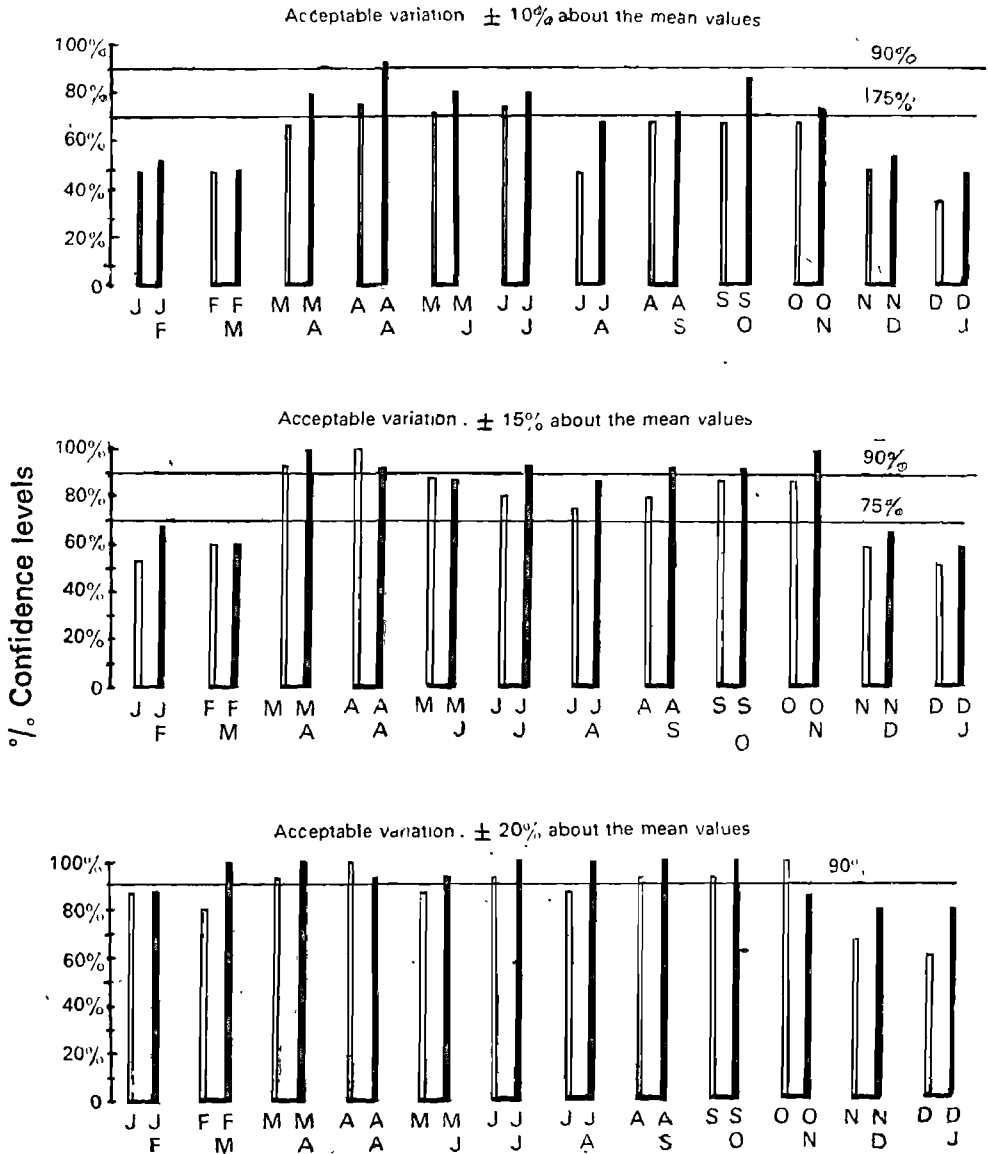 Acceptable variation ± 10% about the mean values
100%
90%
80%
175%
60%
40%
20%
0
J J F F M M A A M M J J J J A A S S O O N N D D
F M A A J J A S O N D J
% Confidence levels
Acceptable variation . ± 15% about the mean values
100%
90%
80%
75%
60%
40%
20%
0
J J F F M M A A M M J J J J A A S S O O N N D D
F M A A J J A S O N D J
Acceptable variation . ± 20% about the mean values
100%
90%
80%
60%
40%
20%
0
J J F F M M A A M M J J J J A A S S O O N N D D
F M A A J J A S O N D J